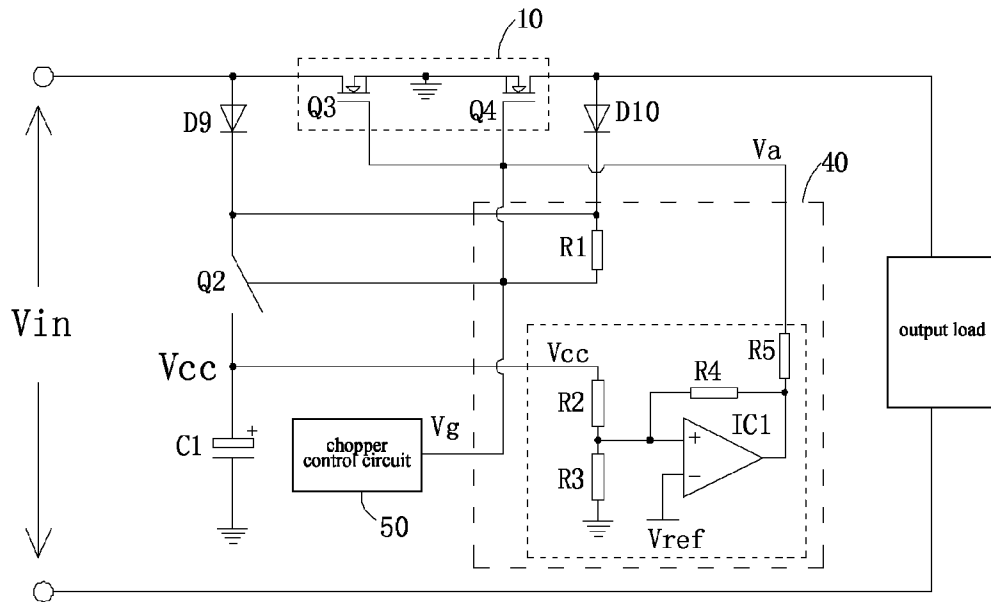 10
Q3
Q4
D9
D10
Va
40
R1
Q2
Vin
Vcc
Vcc
R5
R4
R2
IC1
output load
C1
+
chopper
control circuit
Vg
+
−
R3
50
Vref